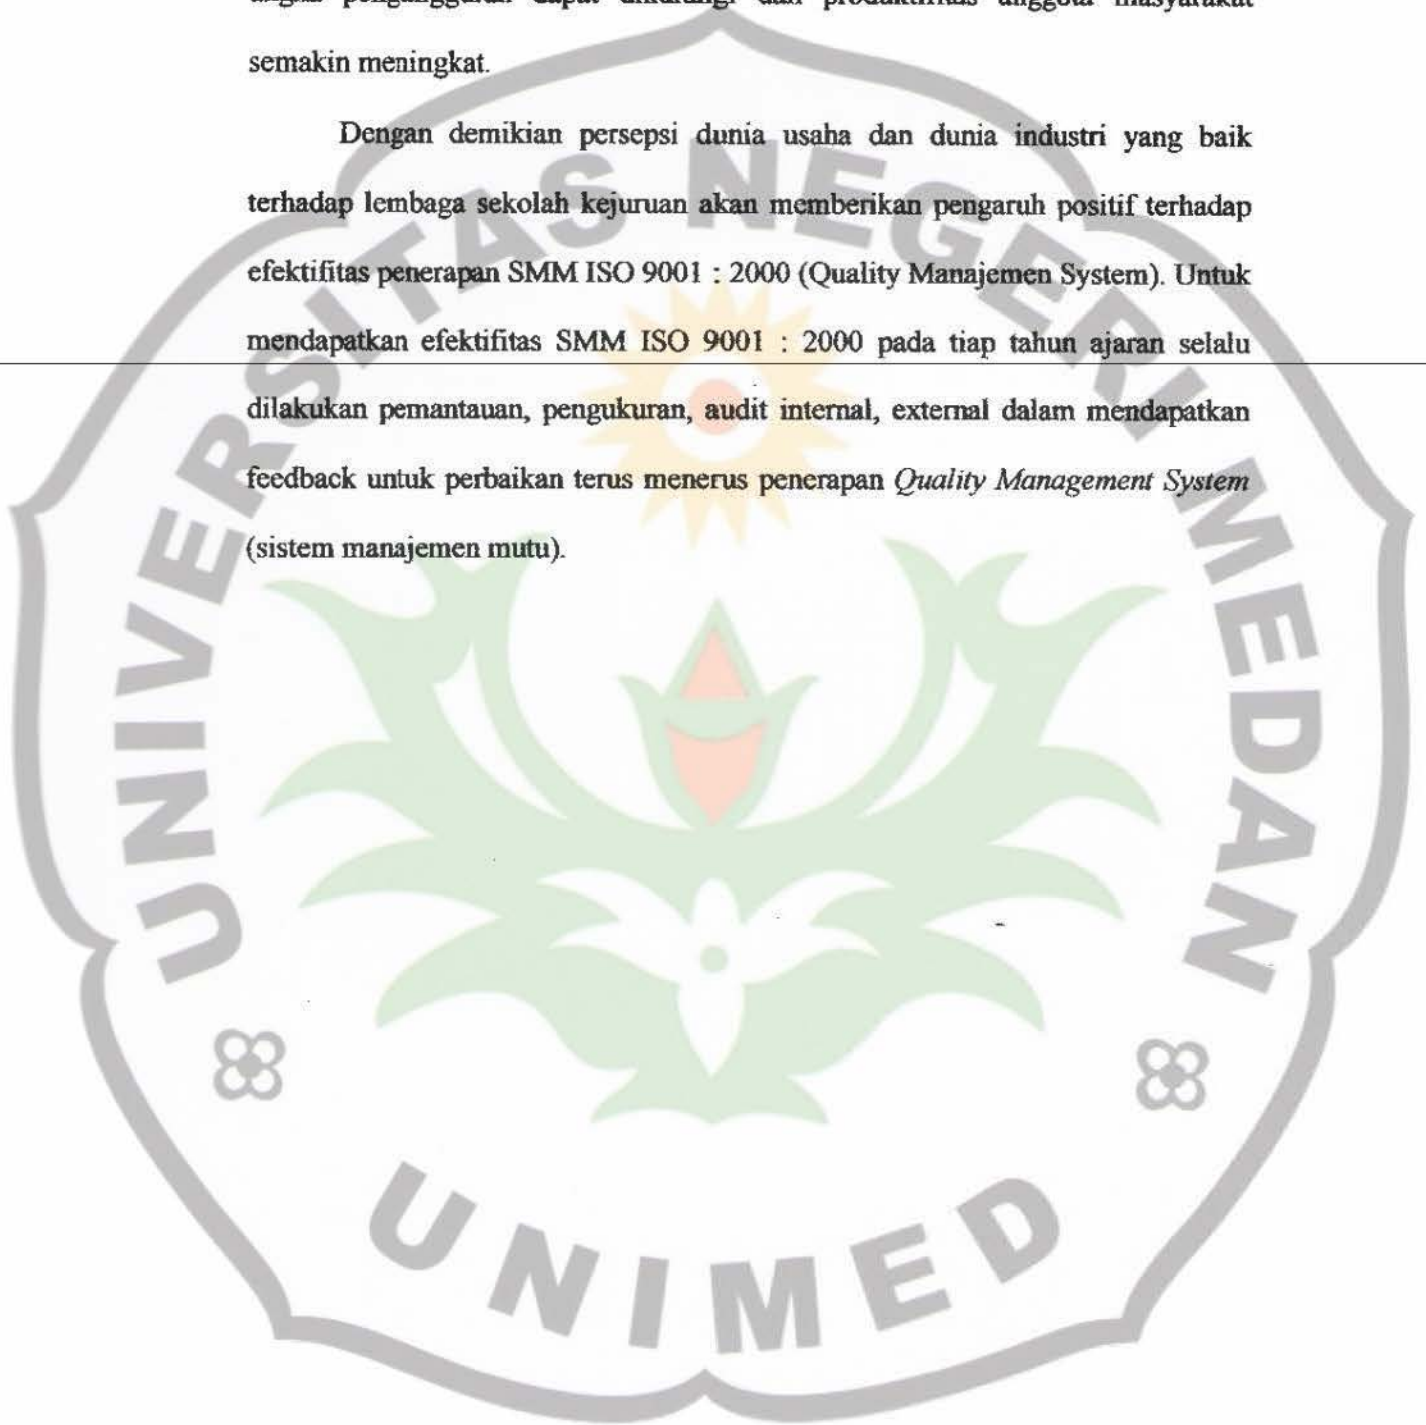 semakin meningkat.
Dengan demikian persepsi dunia usaha dan dunia industri yang baik
terhadap lembaga sekolah kejuruan akan memberikan pengaruh positif terhadap
efektifitas penerapan SMM ISO 9001 : 2000 (Quality Manajemen System). Untuk
mendapatkan efektifitas SMM ISO 9001 : 2000 pada tiap tahun ajaran selalu
dilakukan pemantauan, pengukuran, audit internal, external dalam mendapatkan
feedback untuk perbaikan terus menerus penerapan Quality Management System
(sistem manajemen mutu).
UNIVERSITAS NEGERI MEDAN
UNIMED